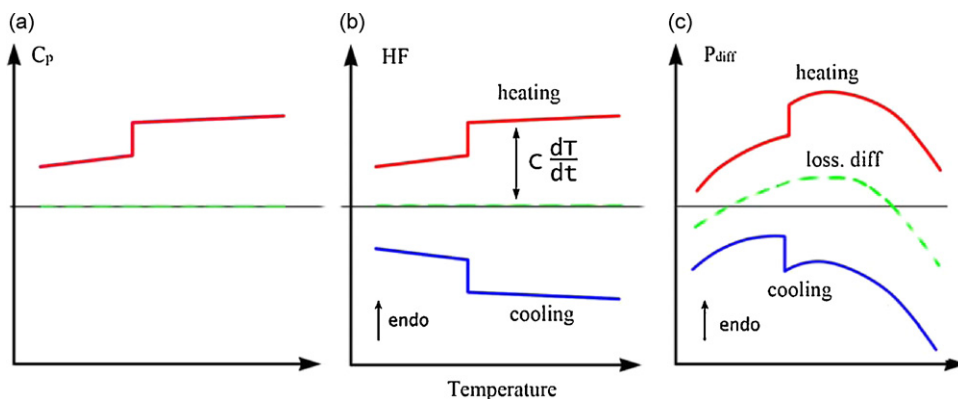 (a)
Cp
(b)
HF
heating
C dT
dt
cooling
endo
Temperature
(c)
Pdiff
heating
loss. diff
cooling
endo